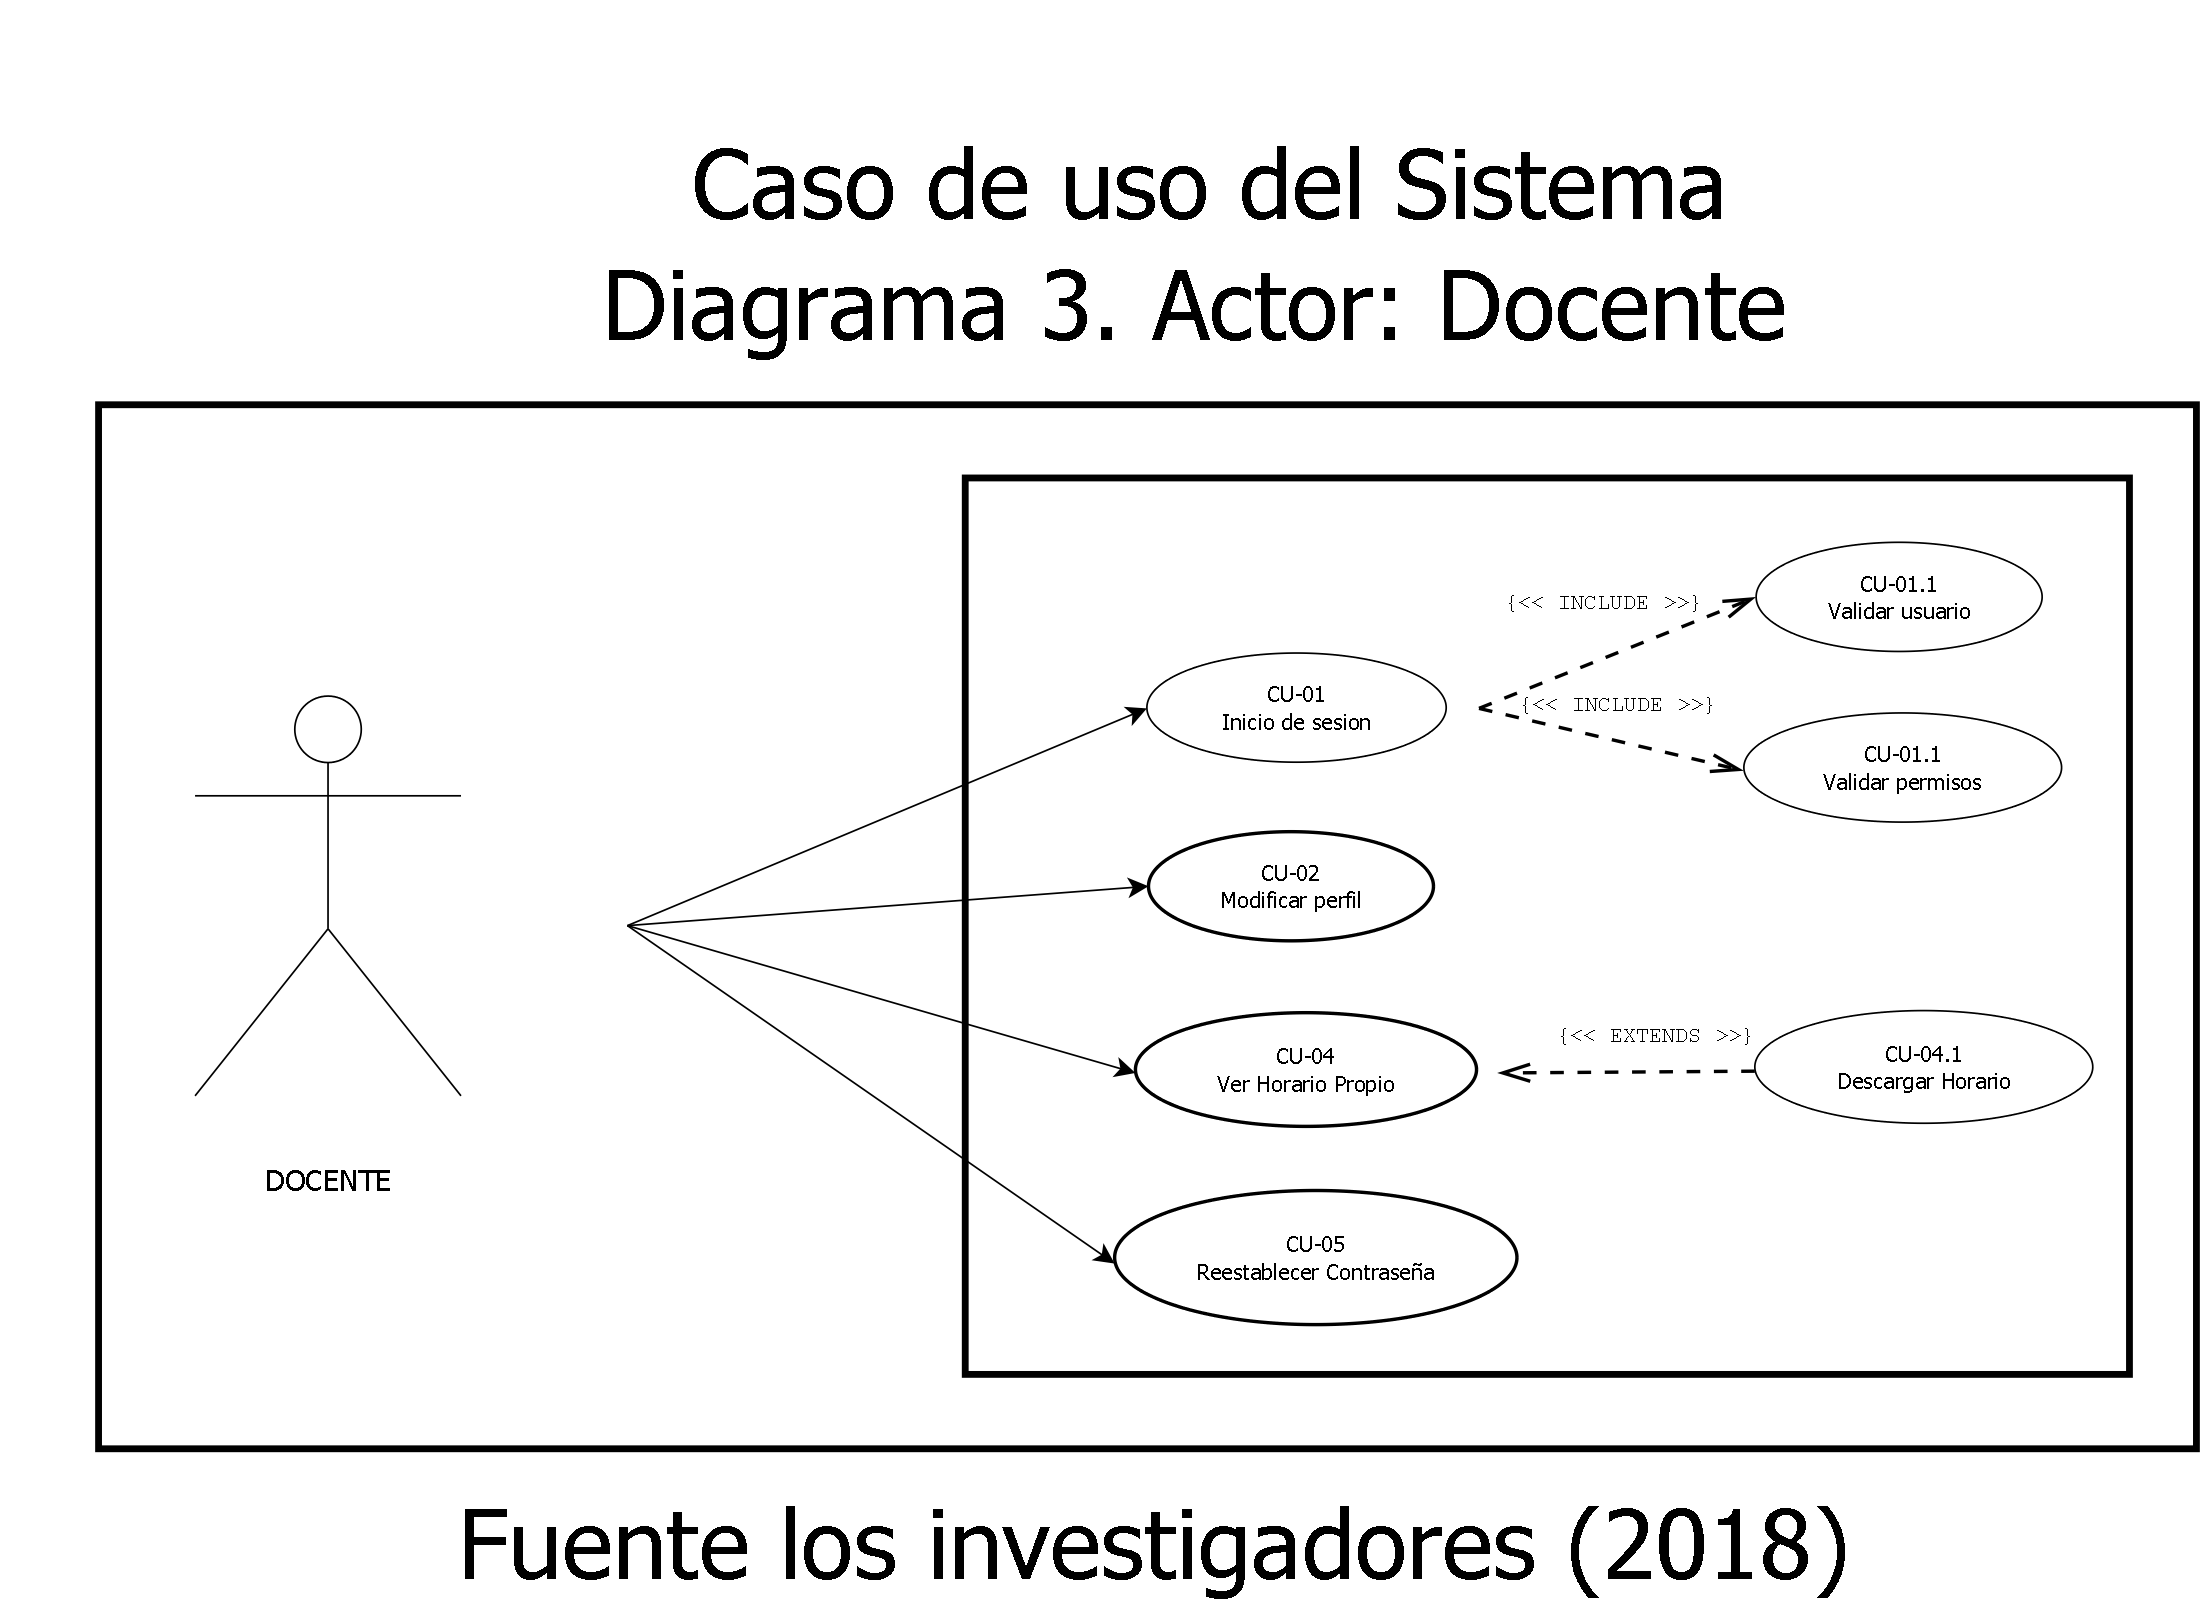 Caso de uso del Sistema
Diagrama 3. Actor: Docente
{<< INCLUDE >>}
CU-01.1
Validar usuario
CU-01
Inicio de sesion
{<< INCLUDE >>}
CU-01.1
Validar permisos
CU-02
Modificar perfil
CU-04
Ver Horario Propio
{<< EXTENDS >>}
CU-04.1
Descargar Horario
DOCENTE
CU-05
Reestablecer Contraseña
Fuente los investigadores (2018)